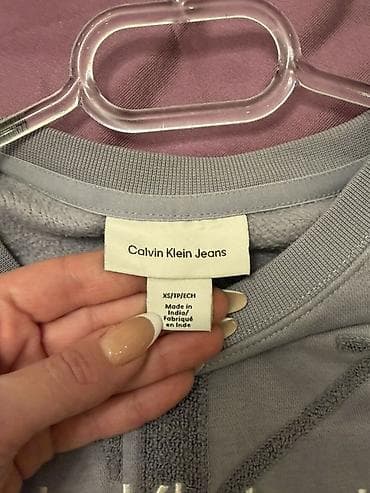 Calvin Klein Jeans
XS/TP/ECH
Made in
India/
Fabriqué
en Inde